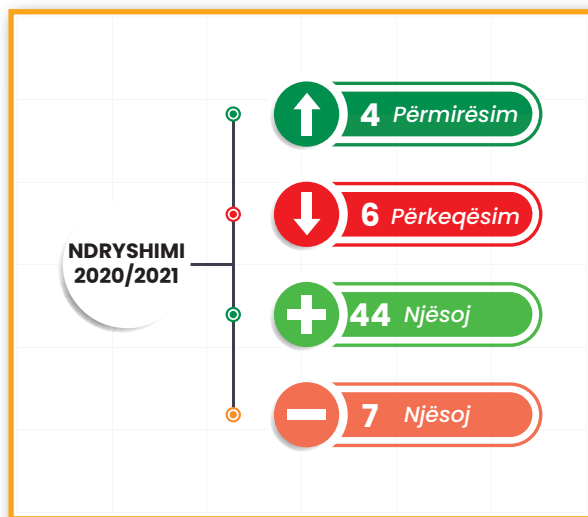 NDRYSHIMI
2020/2021
4 Përmirësim
6 Përkeqësim
44 Njësoj
7 Njësoj